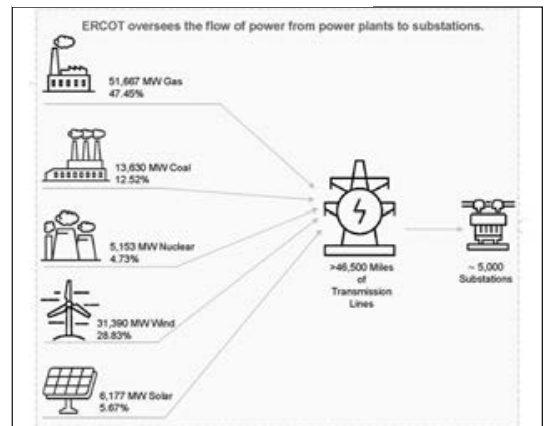 ERCOT oversees the flow of power from power plants to substations.
51,667 MW Gas
47.45%
13,630 MW Coal
12.52%
5,153 MW Nuclear
4.73%
31,390 MW Wind
28.83%
6,177 MW Solar
5.67%
>46,500 Miles
of
Transmission
Lines
~ 5,000
Substations